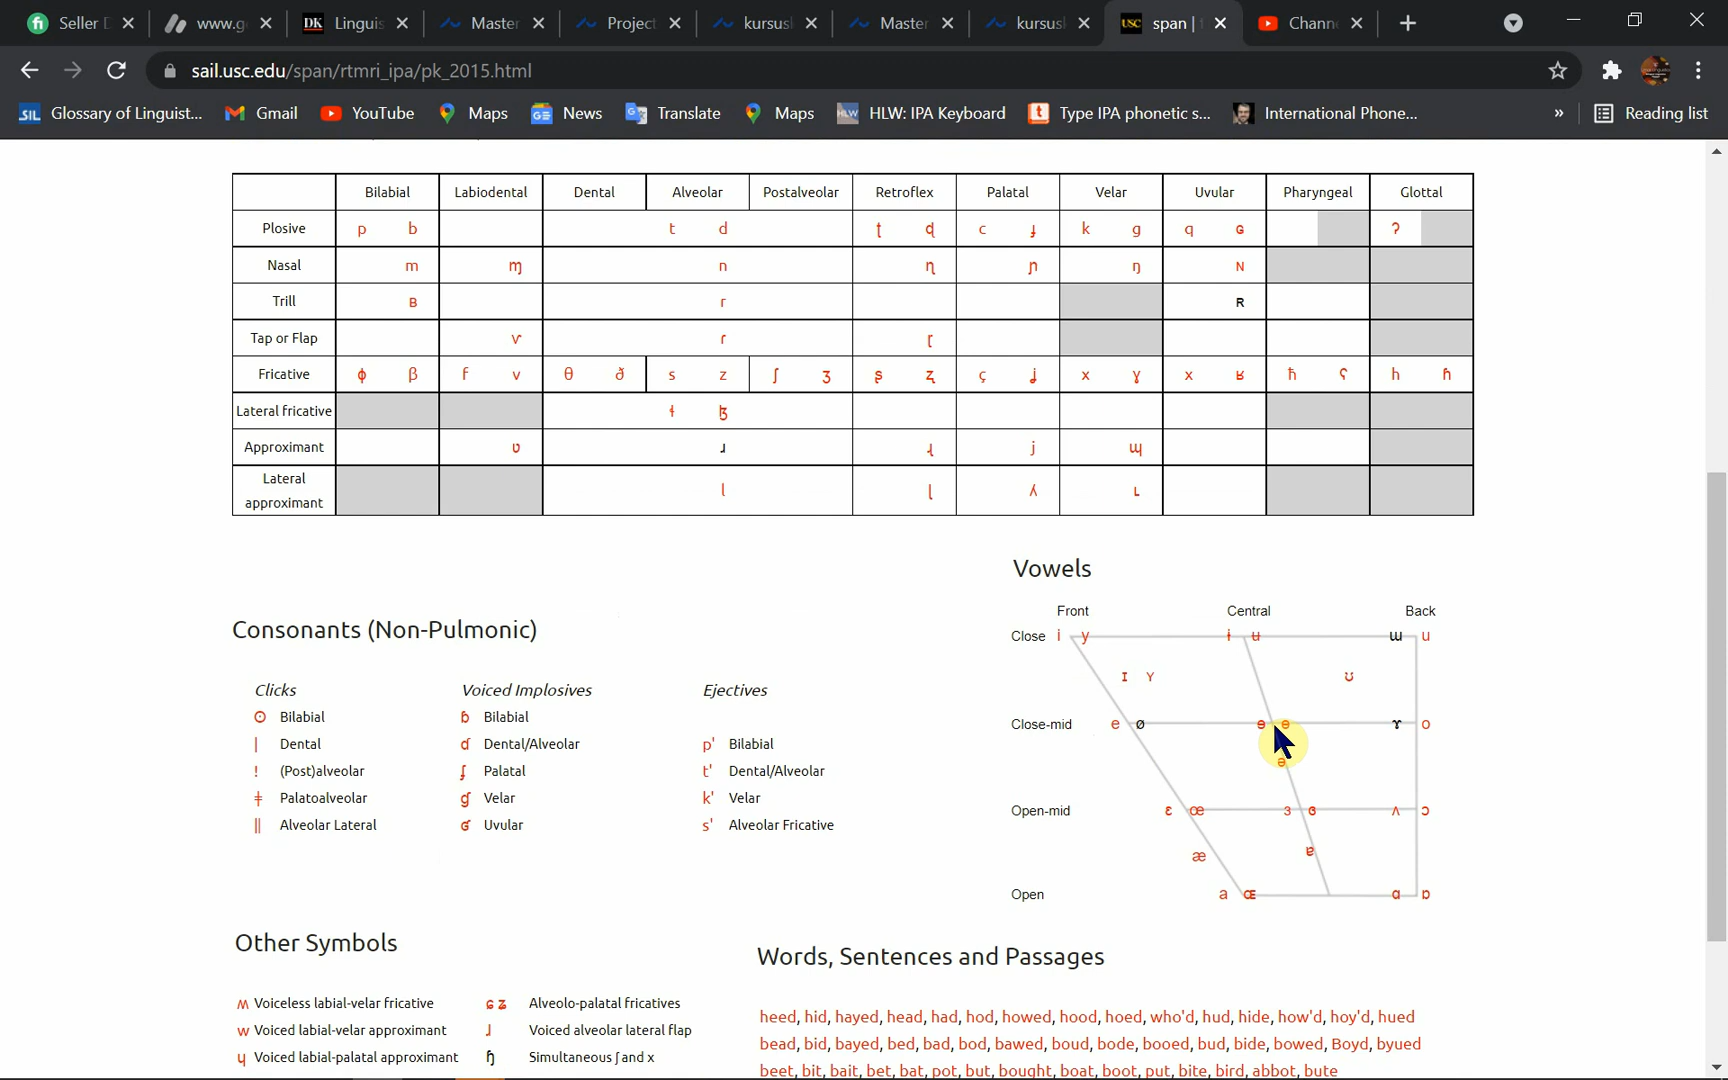 Seller D
www.g
DK Linguis
Master
Project
kursus
Master
kursus
USC span | r
Chann
sail.usc.edu/span/rtmri_ipa/pk_2015.html
SIL Glossary of Linguist...
Gmail
YouTube
Maps
News
Translate
Maps
HLW HLW: IPA Keyboard
Type IPA phonetic s...
International Phone...
»
Reading list
Bilabial Labiodental Dental Alveolar Postalveolar Retroflex Palatal Velar Uvular Pharyngeal Glottal
Plosive p b t d ʈ ɖ c ɟ k ɡ q ɢ ʔ
Nasal m ɱ n ɳ ɲ ŋ ɴ
Trill ʙ r ʀ
Tap or Flap ⱱ ɾ ɽ
Fricative ɸ β f v θ ð s z ʃ ʒ ʂ ʐ ç ʝ x ɣ x ʁ ħ ʕ h ɦ
Lateral fricative ɬ ɮ
Approximant ʋ ɹ ɻ j ɰ
Lateral
approximant l ɭ ʎ ʟ
Vowels
Front Central Back
Close i y ɨ ʉ ɯ u
ɪ ʏ ʊ
Close-mid e ø ɘ ɵ ɤ o
ə
Open-mid ɛ œ ɜ ɞ ʌ ɔ
æ ɐ
Open a ɶ ɑ ɒ
Consonants (Non-Pulmonic)
Clicks Voiced Implosives Ejectives
ʘ Bilabial ɓ Bilabial
ǀ Dental ɗ Dental/Alveolar p' Bilabial
ǃ (Post)alveolar ʄ Palatal t' Dental/Alveolar
ǂ Palatoalveolar ɠ Velar k' Velar
ǁ Alveolar Lateral ʛ Uvular s' Alveolar Fricative
Other Symbols
ʍ Voiceless labial-velar fricative ɕ ʑ Alveolo-palatal fricatives
w Voiced labial-velar approximant ɺ Voiced alveolar lateral flap
ɥ Voiced labial-palatal approximant ɧ Simultaneous ʃ and x
Words, Sentences and Passages
heed, hid, hayed, head, had, hod, howed, hood, hoed, who'd, hud, hide, how'd, hoy'd, hued
bead, bid, bayed, bed, bad, bod, bawed, boud, bode, booed, bud, bide, bowed, Boyd, byued
beet, bit, bait, bet, bat, pot, but, bought, boat, boot, put, bite, bird, abbot, bute